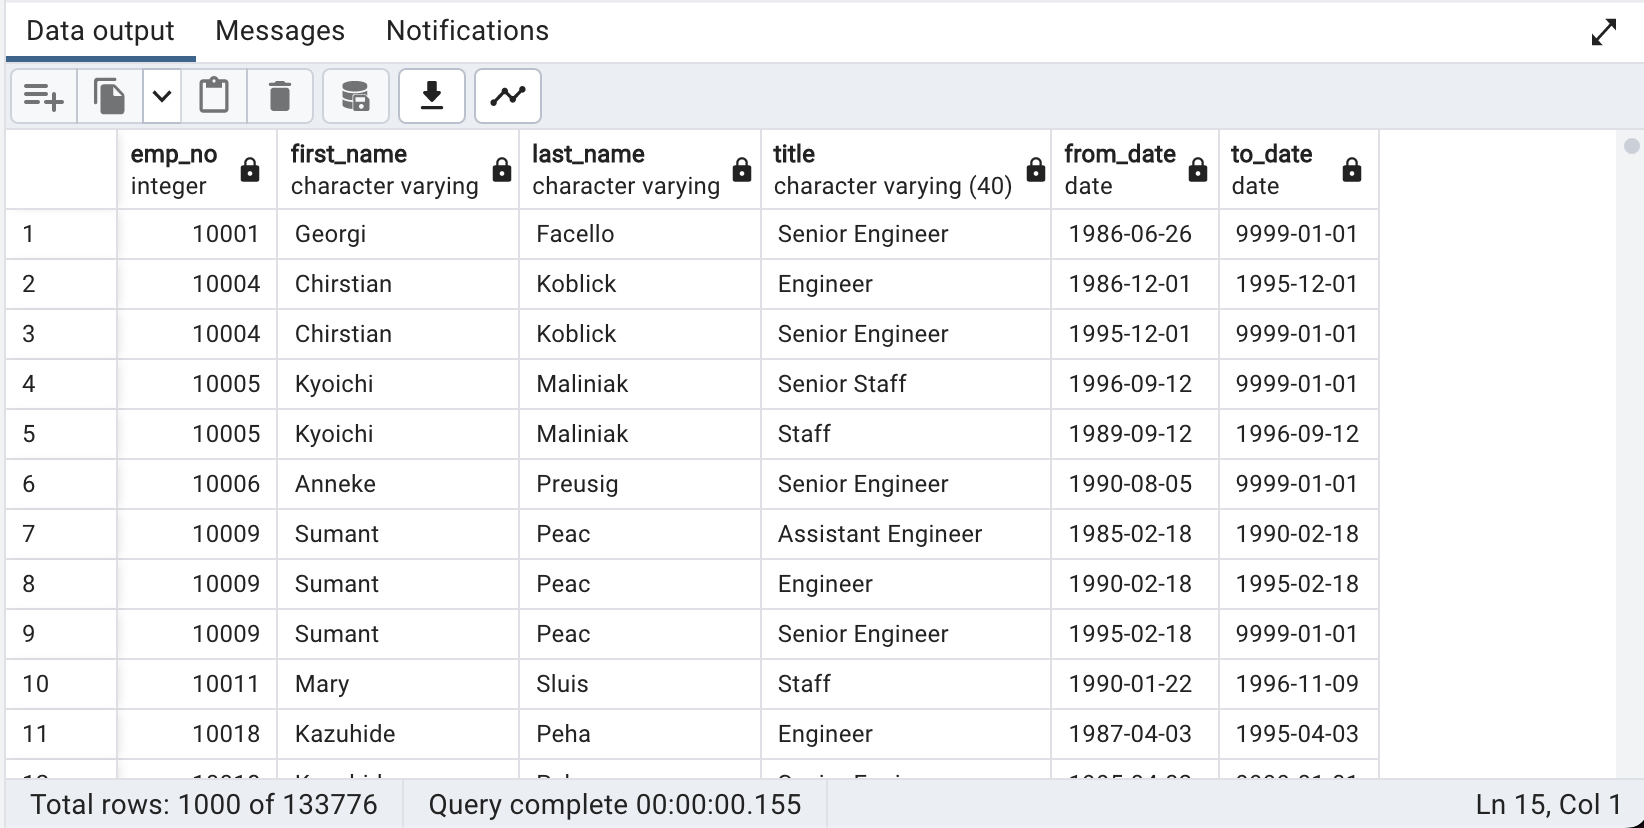 Data output Messages Notifications
emp_no first_name last_name title from_date to_date
integer character varying character varying character varying (40) date date
1 10001 Georgi Facello Senior Engineer 1986-06-26 9999-01-01
2 10004 Chirstian Koblick Engineer 1986-12-01 1995-12-01
3 10004 Chirstian Koblick Senior Engineer 1995-12-01 9999-01-01
4 10005 Kyoichi Maliniak Senior Staff 1996-09-12 9999-01-01
5 10005 Kyoichi Maliniak Staff 1989-09-12 1996-09-12
6 10006 Anneke Preusig Senior Engineer 1990-08-05 9999-01-01
7 10009 Sumant Peac Assistant Engineer 1985-02-18 1990-02-18
8 10009 Sumant Peac Engineer 1990-02-18 1995-02-18
9 10009 Sumant Peac Senior Engineer 1995-02-18 9999-01-01
10 10011 Mary Sluis Staff 1990-01-22 1996-11-09
11 10018 Kazuhide Peha Engineer 1987-04-03 1995-04-03
Total rows: 1000 of 133776 Query complete 00:00:00.155 Ln 15, Col 1